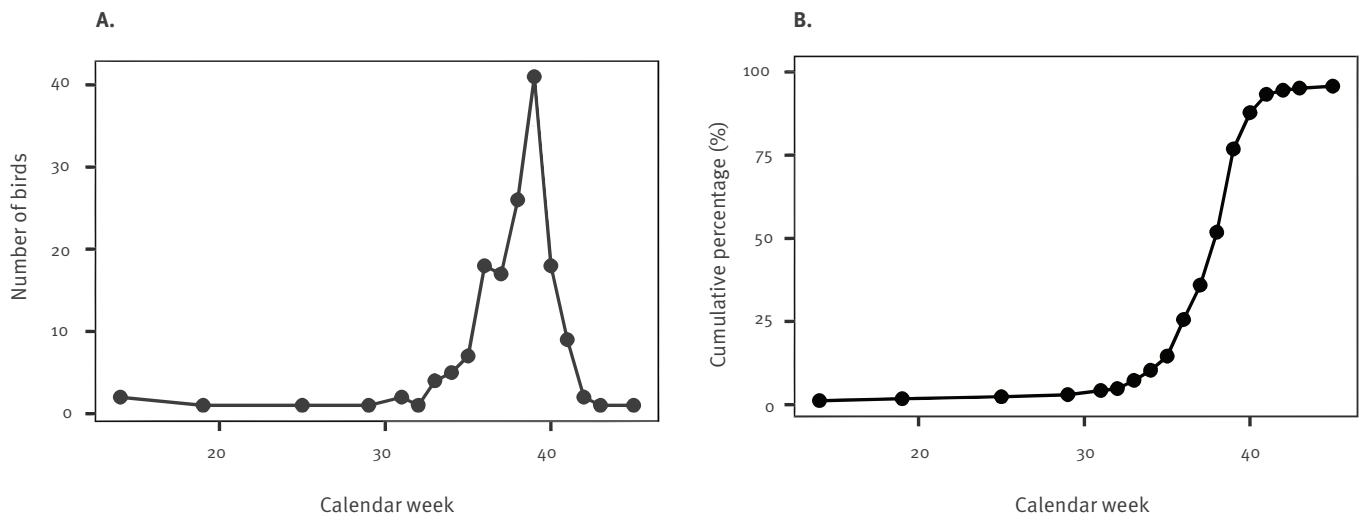 A.
Number of birds
40
30
20
10
0
20 30 40
Calendar week
B.
Cumulative percentage (%)
100
75
50
25
0
20 30 40
Calendar week